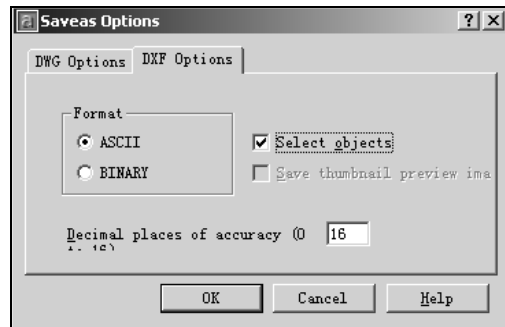 Saveas Options
DWG Options DXF Options
Format
ASCII
BINARY
Select objects
Save thumbnail preview ima
Decimal places of accuracy (0
16
OK Cancel Help